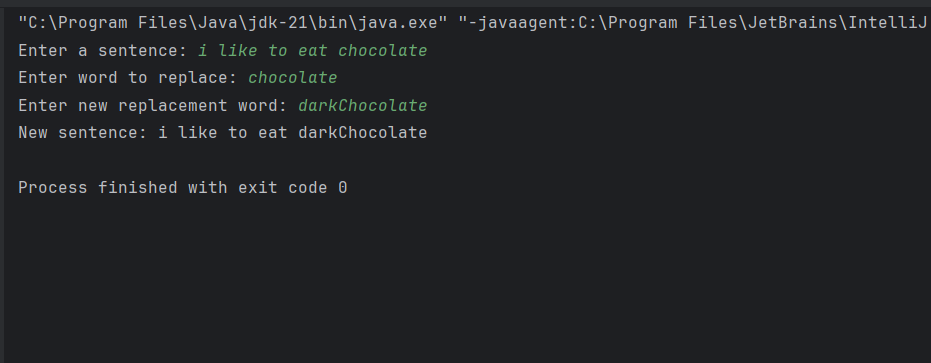 "C:\Program Files\Java\jdk-21\bin\java.exe" "-javaagent:C:\Program Files\JetBrains\IntelliJ
Enter a sentence: i like to eat chocolate
Enter word to replace: chocolate
Enter new replacement word: darkChocolate
New sentence: i like to eat darkChocolate
Process finished with exit code 0